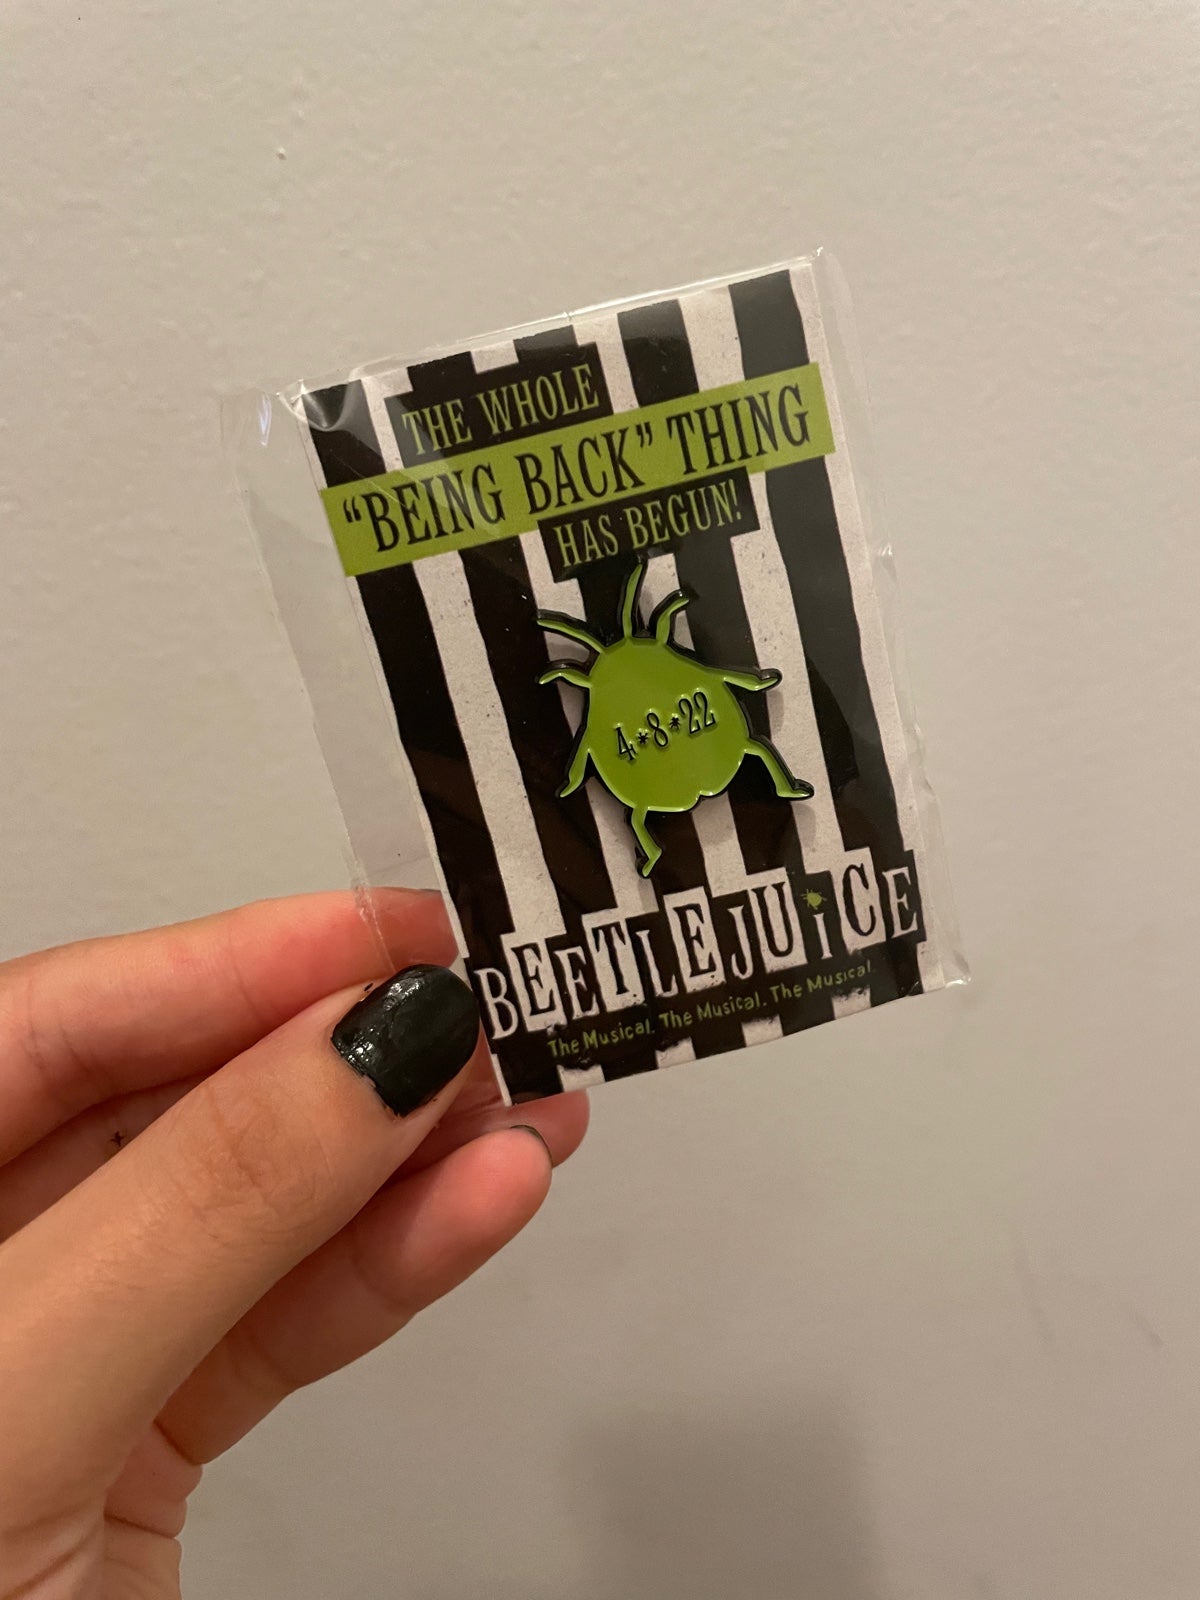 THE WHOLE
“BEING BACK” THING
HAS BEGUN!
4*8*22
BEETLEJUiCE
The Musical. The Musical. The Musical.